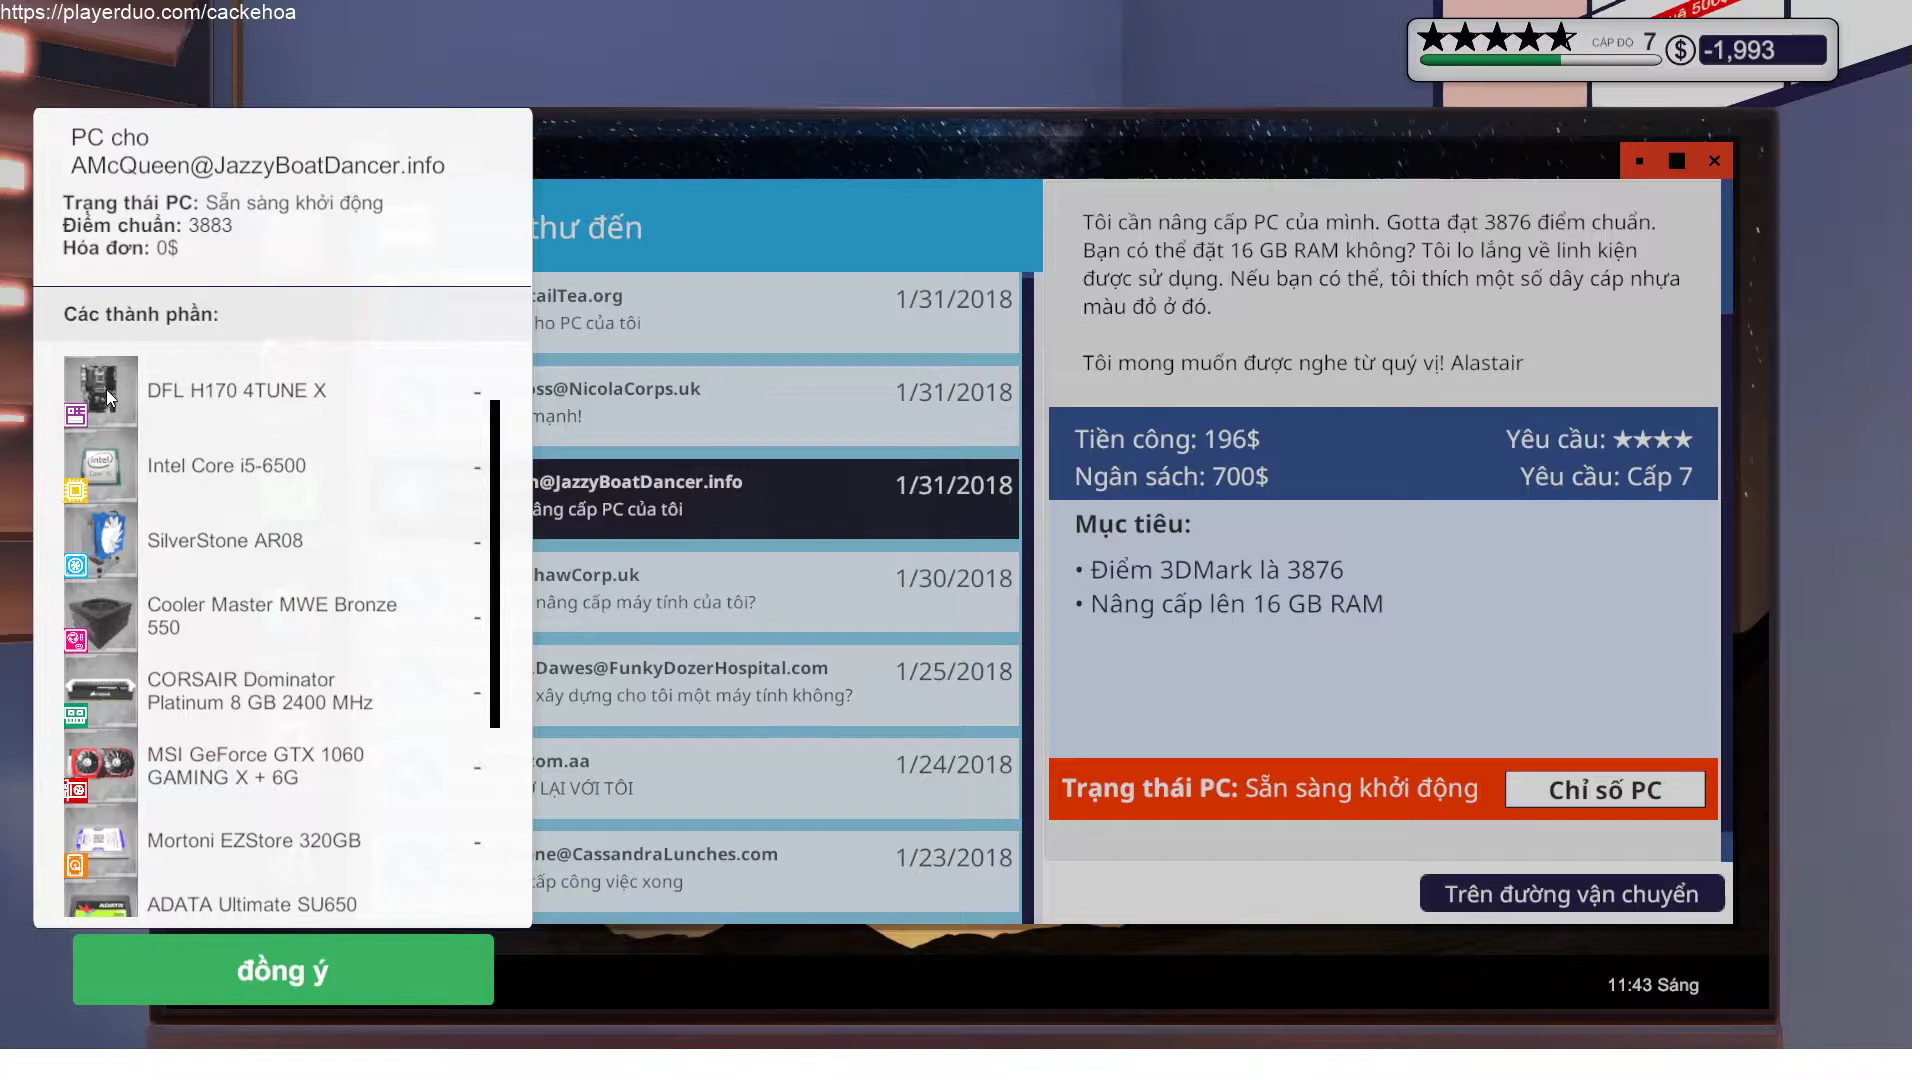 https://playerduo.com/cackehoa
CẤP ĐỘ 7
$ -1,993
PC cho
AMcQueen@JazzyBoatDancer.info
Trạng thái PC: Sẵn sàng khởi động
Điểm chuẩn: 3883
Hóa đơn: 0$
Các thành phần:
DFL H170 4TUNE X -
Intel Core i5-6500 -
SilverStone AR08 -
Cooler Master MWE Bronze
550 -
CORSAIR Dominator
Platinum 8 GB 2400 MHz -
MSI GeForce GTX 1060
GAMING X + 6G -
Mortoni EZStore 320GB -
ADATA Ultimate SU650
đồng ý
thư đến
tailTea.org 1/31/2018
ho PC của tôi
oss@NicolaCorps.uk 1/31/2018
mạnh!
n@JazzyBoatDancer.info 1/31/2018
âng cấp PC của tôi
hawCorp.uk 1/30/2018
nâng cấp máy tính của tôi?
.Dawes@FunkyDozerHospital.com 1/25/2018
xây dựng cho tôi một máy tính không?
om.aa 1/24/2018
LẠI VỚI TÔI
one@CassandraLunches.com 1/23/2018
ấp công việc xong
Tôi cần nâng cấp PC của mình. Gotta đạt 3876 điểm chuẩn.
Bạn có thể đặt 16 GB RAM không? Tôi lo lắng về linh kiện
được sử dụng. Nếu bạn có thể, tôi thích một số dây cáp nhựa
màu đỏ ở đó.
Tôi mong muốn được nghe từ quý vị! Alastair
Tiền công: 196$ Yêu cầu: ★★★★
Ngân sách: 700$ Yêu cầu: Cấp 7
Mục tiêu:
• Điểm 3DMark là 3876
• Nâng cấp lên 16 GB RAM
Trạng thái PC: Sẵn sàng khởi động Chỉ số PC
Trên đường vận chuyển
11:43 Sáng